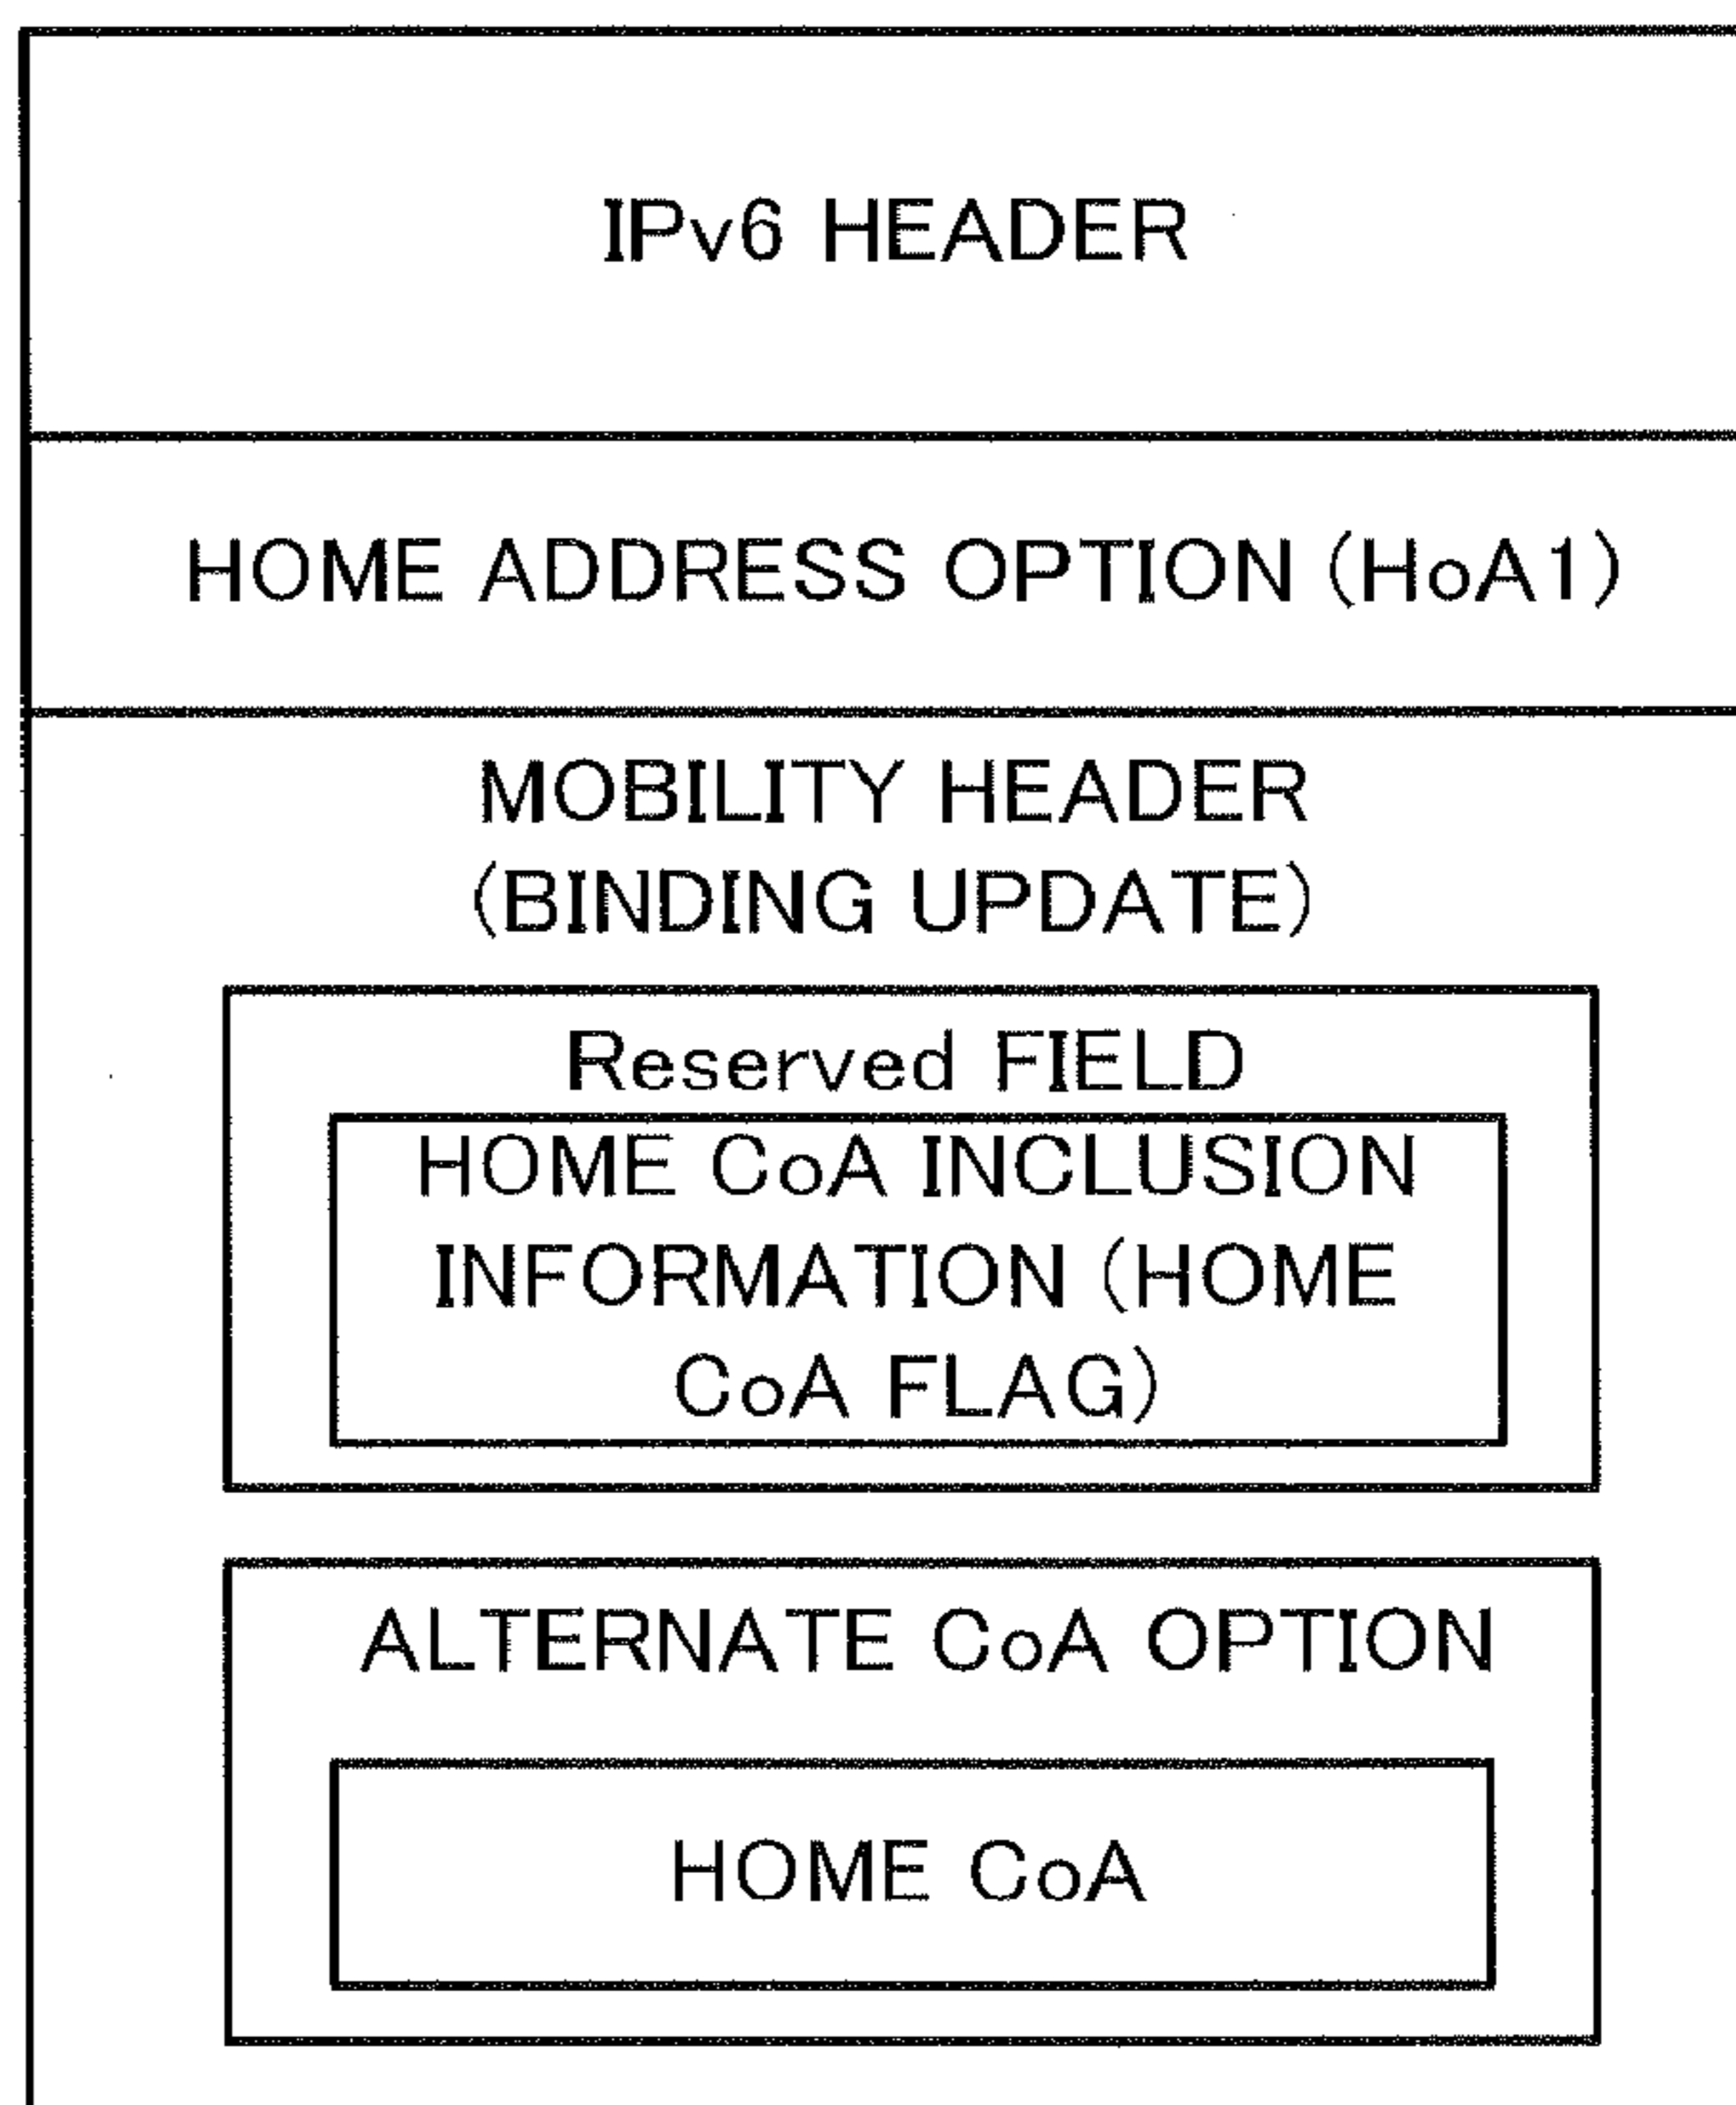 IPv6 HEADER
HOME ADDRESS OPTION (HoA1)
MOBILITY HEADER
(BINDING UPDATE)
Reserved FIELD
HOME CoA INCLUSION
INFORMATION (HOME
CoA FLAG)
ALTERNATE CoA OPTION
HOME CoA